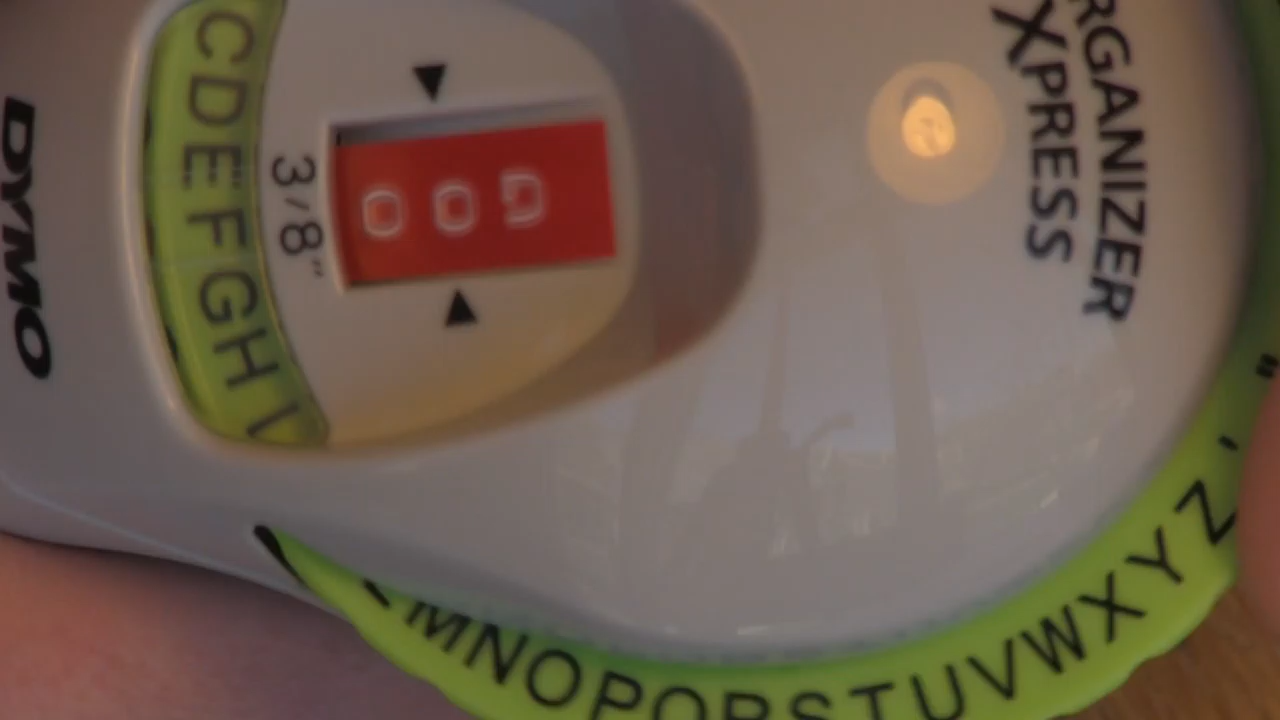 RGANIZER
XPRESS
G
O
O
3/8"
CDEFGHI
DYMO
MNOPQRSTUVWXYZ'"